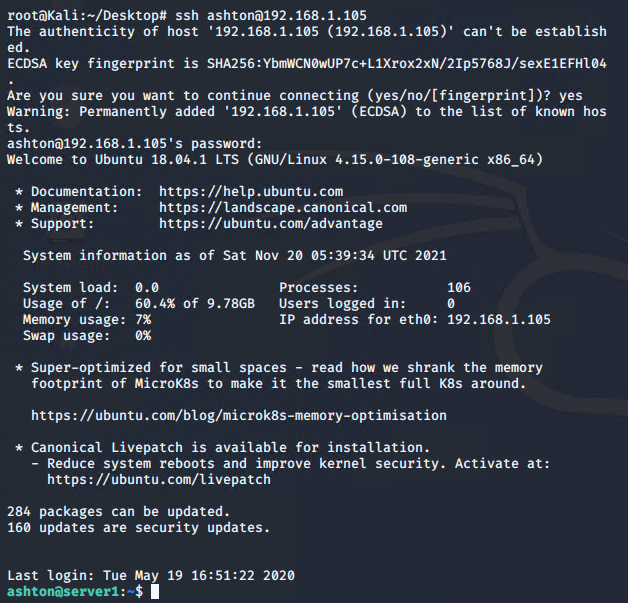 root@Kali:~/Desktop# ssh ashton@192.168.1.105
The authenticity of host '192.168.1.105 (192.168.1.105)' can't be establish
ed.
ECDSA key fingerprint is SHA256:YbmWCN0wUP7c+L1Xrox2xN/2Ip5768J/sexE1EFHl04
.
Are you sure you want to continue connecting (yes/no/[fingerprint])? yes
Warning: Permanently added '192.168.1.105' (ECDSA) to the list of known hos
ts.
ashton@192.168.1.105's password:
Welcome to Ubuntu 18.04.1 LTS (GNU/Linux 4.15.0-108-generic x86_64)

 * Documentation:  https://help.ubuntu.com
 * Management:     https://landscape.canonical.com
 * Support:        https://ubuntu.com/advantage

  System information as of Sat Nov 20 05:39:34 UTC 2021

  System load:  0.0               Processes:            106
  Usage of /:   60.4% of 9.78GB   Users logged in:      0
  Memory usage: 7%                IP address for eth0: 192.168.1.105
  Swap usage:   0%

 * Super-optimized for small spaces - read how we shrank the memory
   footprint of MicroK8s to make it the smallest full K8s around.

   https://ubuntu.com/blog/microk8s-memory-optimisation

 * Canonical Livepatch is available for installation.
   - Reduce system reboots and improve kernel security. Activate at:
     https://ubuntu.com/livepatch

284 packages can be updated.
160 updates are security updates.


Last login: Tue May 19 16:51:22 2020
ashton@server1:~$